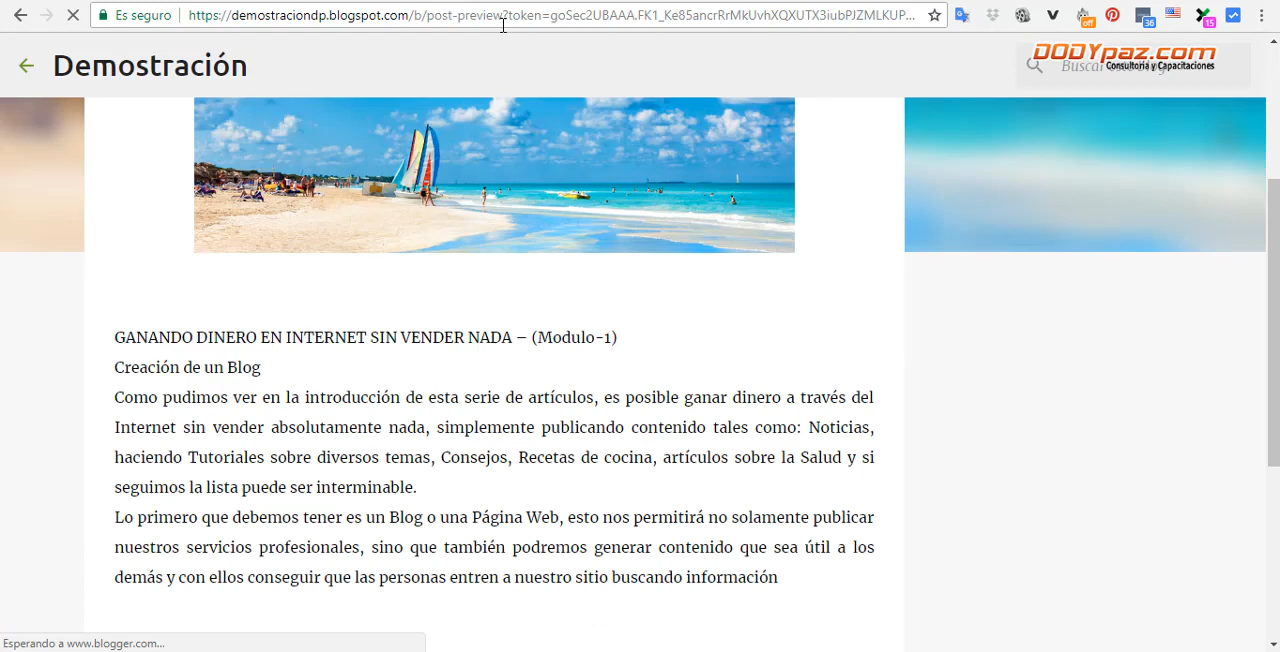 Es seguro
https://demostraciondp.blogspot.com/b/post-preview?token=goSec2UBAAA.FK1_Ke85ancrRrMkUvhXQXUTX3iubPJZMLKUP...
off
36
15
Demostración
DODYpaz.com
Consultoria y Capacitaciones
GANANDO DINERO EN INTERNET SIN VENDER NADA – (Modulo-1)
Creación de un Blog
Como pudimos ver en la introducción de esta serie de artículos, es posible ganar dinero a través del
Internet sin vender absolutamente nada, simplemente publicando contenido tales como: Noticias,
haciendo Tutoriales sobre diversos temas, Consejos, Recetas de cocina, artículos sobre la Salud y si
seguimos la lista puede ser interminable.
Lo primero que debemos tener es un Blog o una Página Web, esto nos permitirá no solamente publicar
nuestros servicios profesionales, sino que también podremos generar contenido que sea útil a los
demás y con ellos conseguir que las personas entren a nuestro sitio buscando información
Esperando a www.blogger.com...